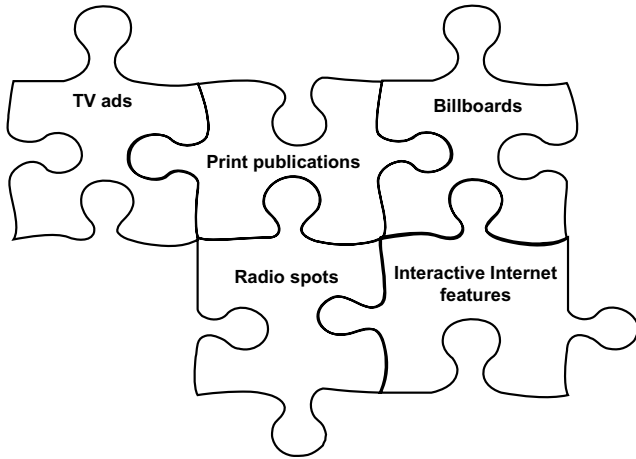 TV ads
Billboards
Print publications
Radio spots
Interactive Internet
features